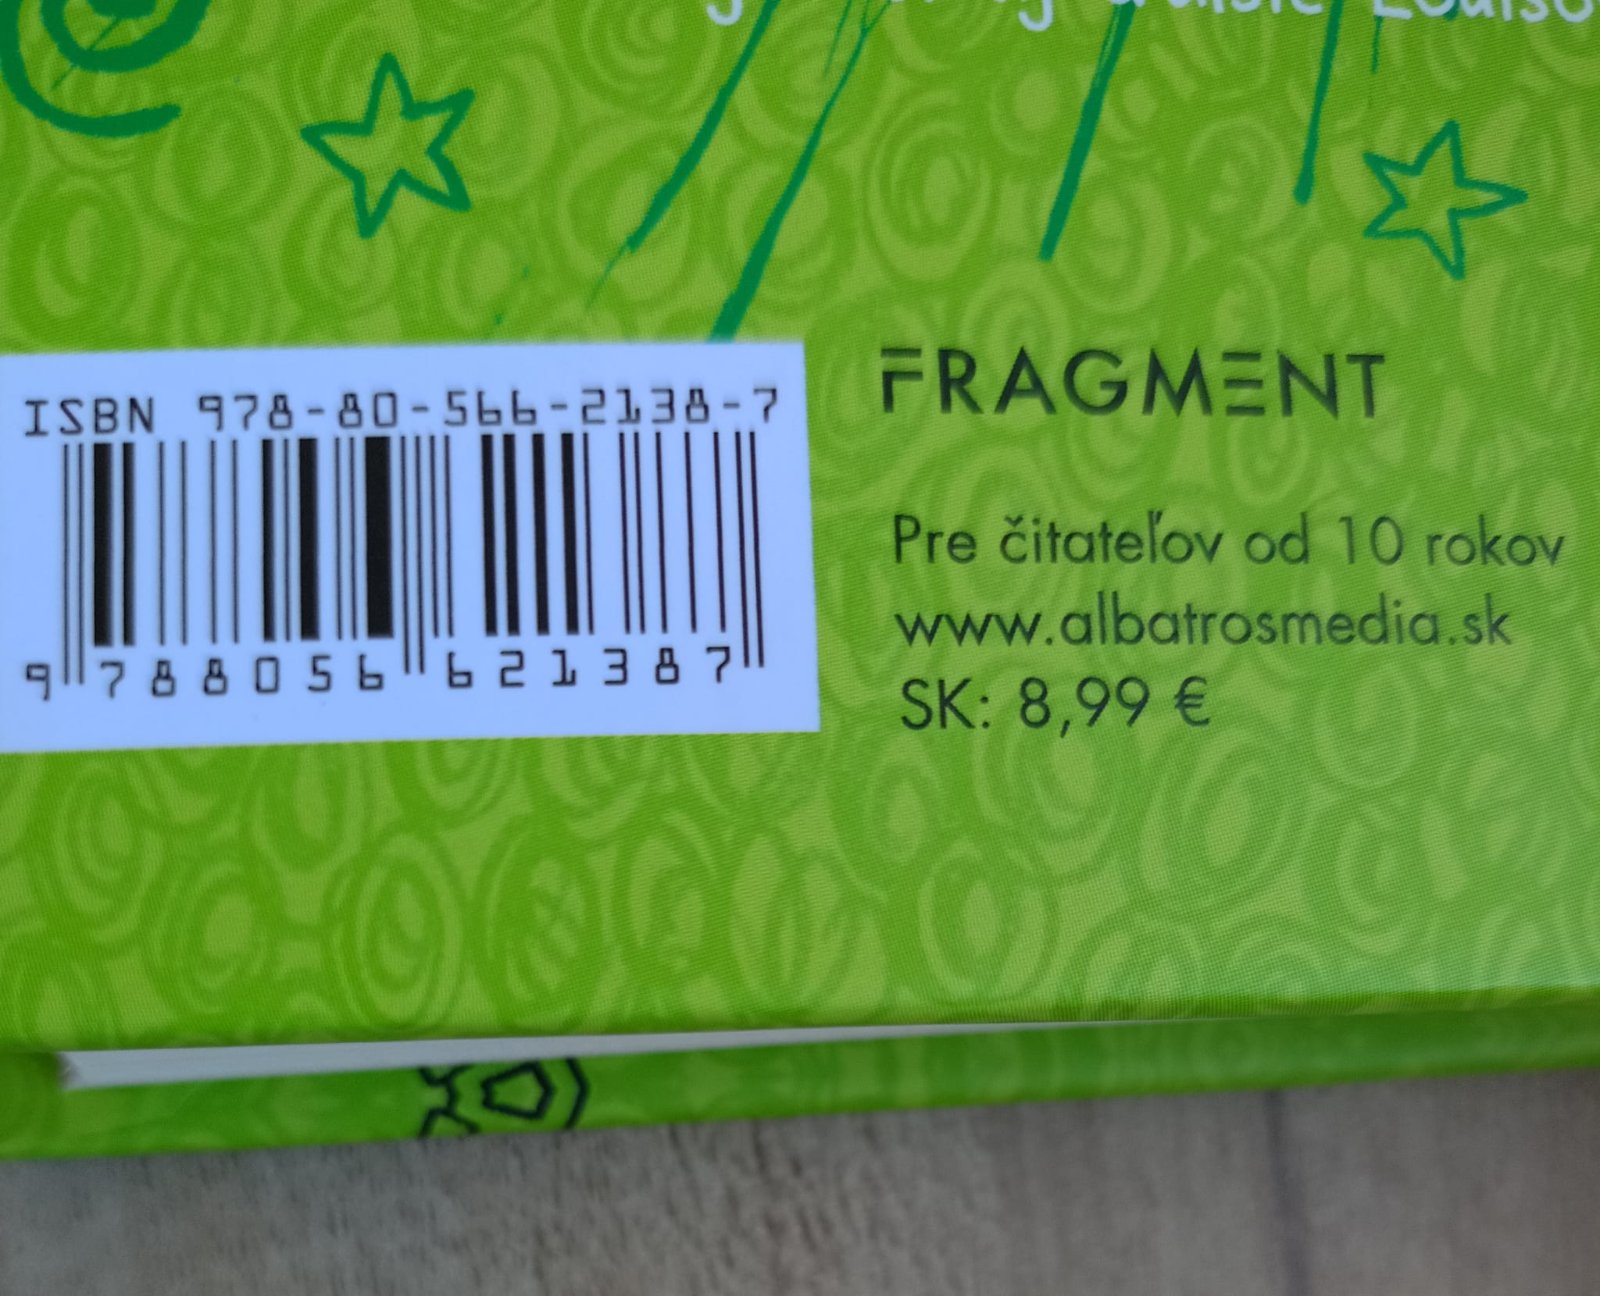 ISBN 978-80-566-2138-7
9 788056 621387
FRAGMENT
Pre čitateľov od 10 rokov
www.albatrosmedia.sk
SK: 8,99 €